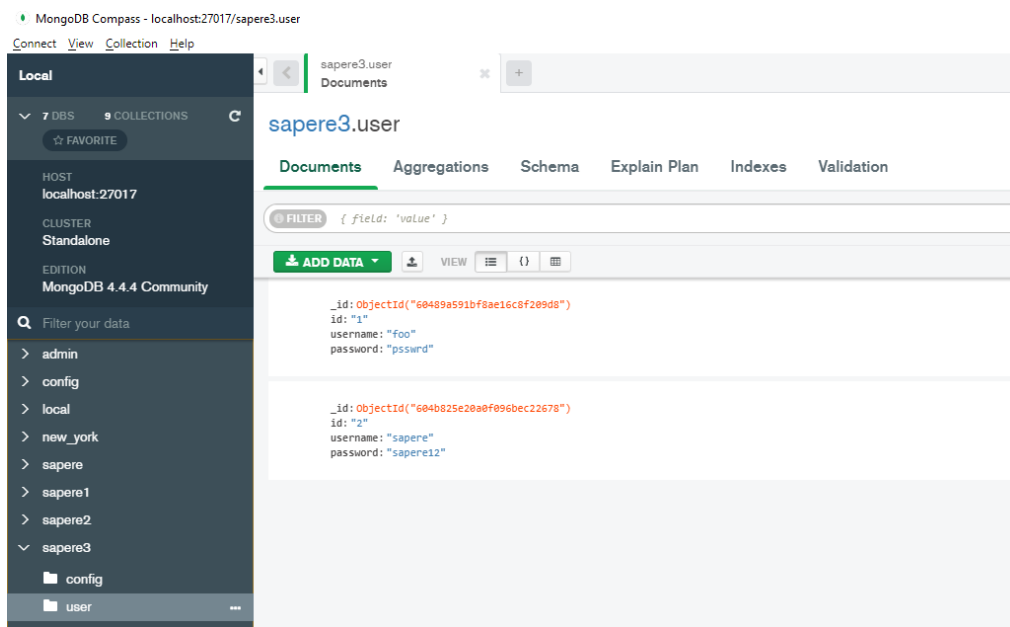 MongoDB Compass - localhost:27017/sapere3.user
Connect View Collection Help
Local
7 DBS 9 COLLECTIONS
☆ FAVORITE
HOST
localhost:27017
CLUSTER
Standalone
EDITION
MongoDB 4.4.4 Community
Filter your data
admin
config
local
new_york
sapere
sapere1
sapere2
sapere3
config
user
sapere3.user
Documents
sapere3.user
Documents Aggregations Schema Explain Plan Indexes Validation
FILTER { field: 'value' }
ADD DATA VIEW {}
_id: ObjectId("60489a591bf8ae16c8f209d8")
id: "1"
username: "foo"
password: "psswrd"
_id: ObjectId("604b825e20a0f096bec22678")
id: "2"
username: "sapere"
password: "sapere12"